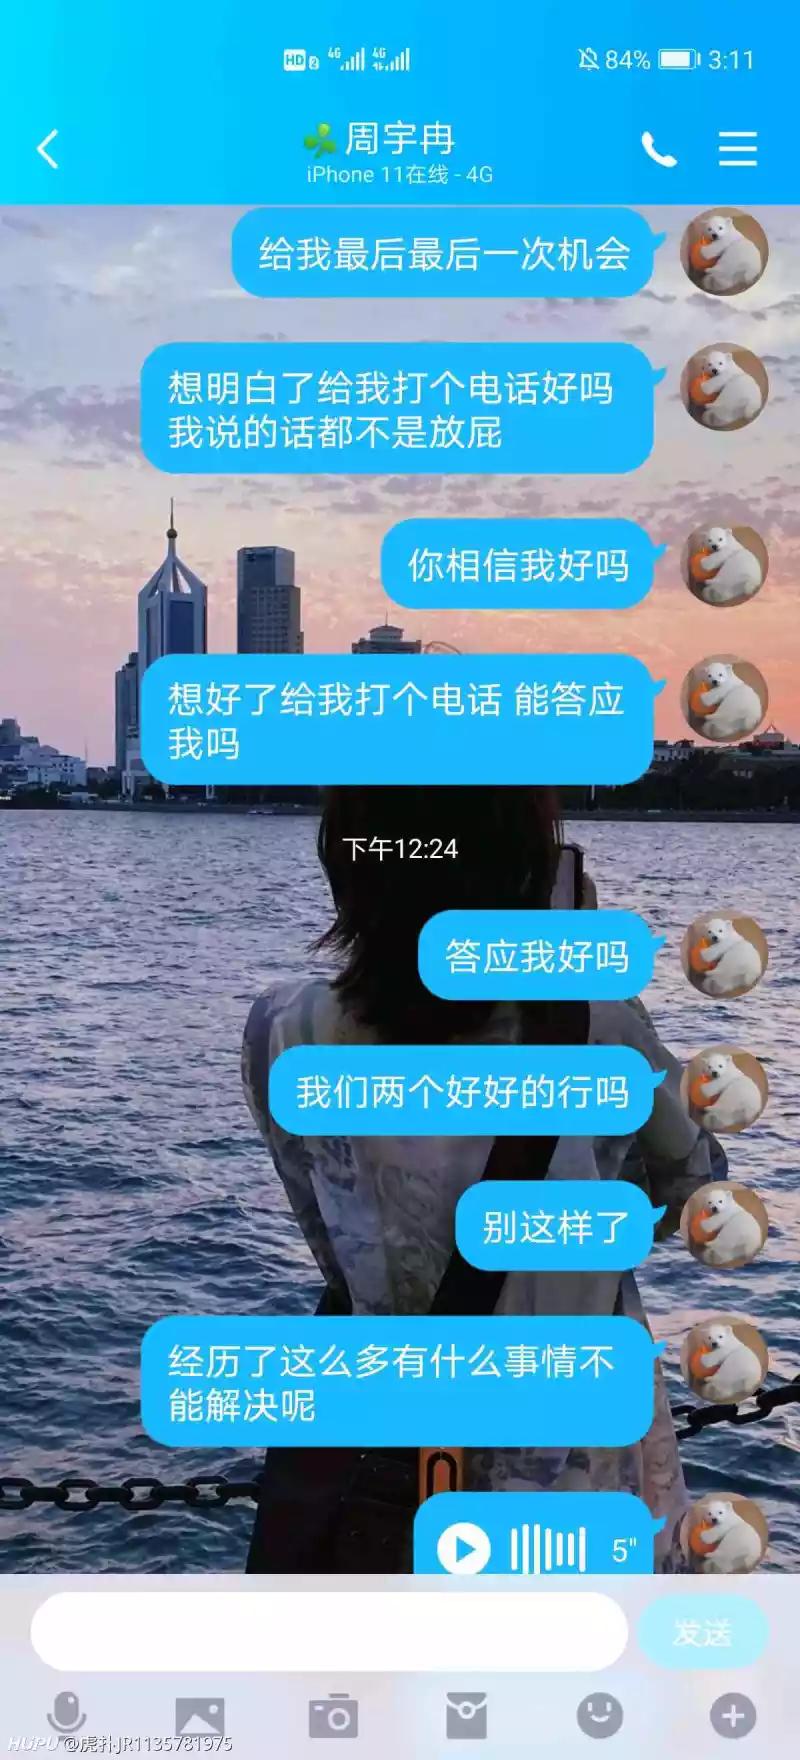 HD 2 4G 4G 84% 3:11
周宇冉
iPhone 11在线 - 4G
给我最后最后一次机会
想明白了给我打个电话好吗
我说的话都不是放屁
你相信我好吗
想好了给我打个电话 能答应
我吗
下午12:24
答应我好吗
我们两个好好的行吗
别这样了
经历了这么多有什么事情不
能解决呢
5"
发送
HUPU @虎扑JR1135781975